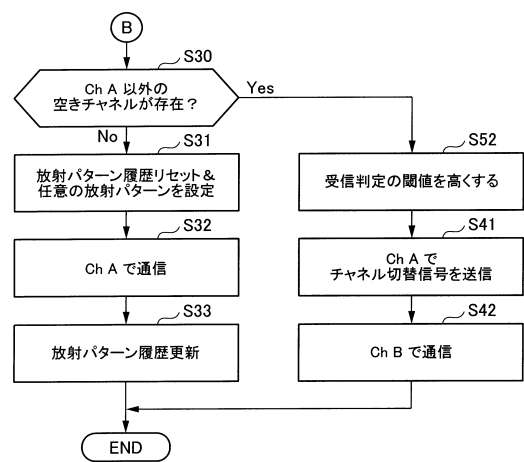 B
S30
Ch A 以外の
空きチャネルが存在？
Yes
No
S31
放射パターン履歴リセット＆
任意の放射パターンを設定
S32
Ch A で通信
S33
放射パターン履歴更新
S52
受信判定の閾値を高くする
S41
Ch A で
チャネル切替信号を送信
S42
Ch B で通信
END